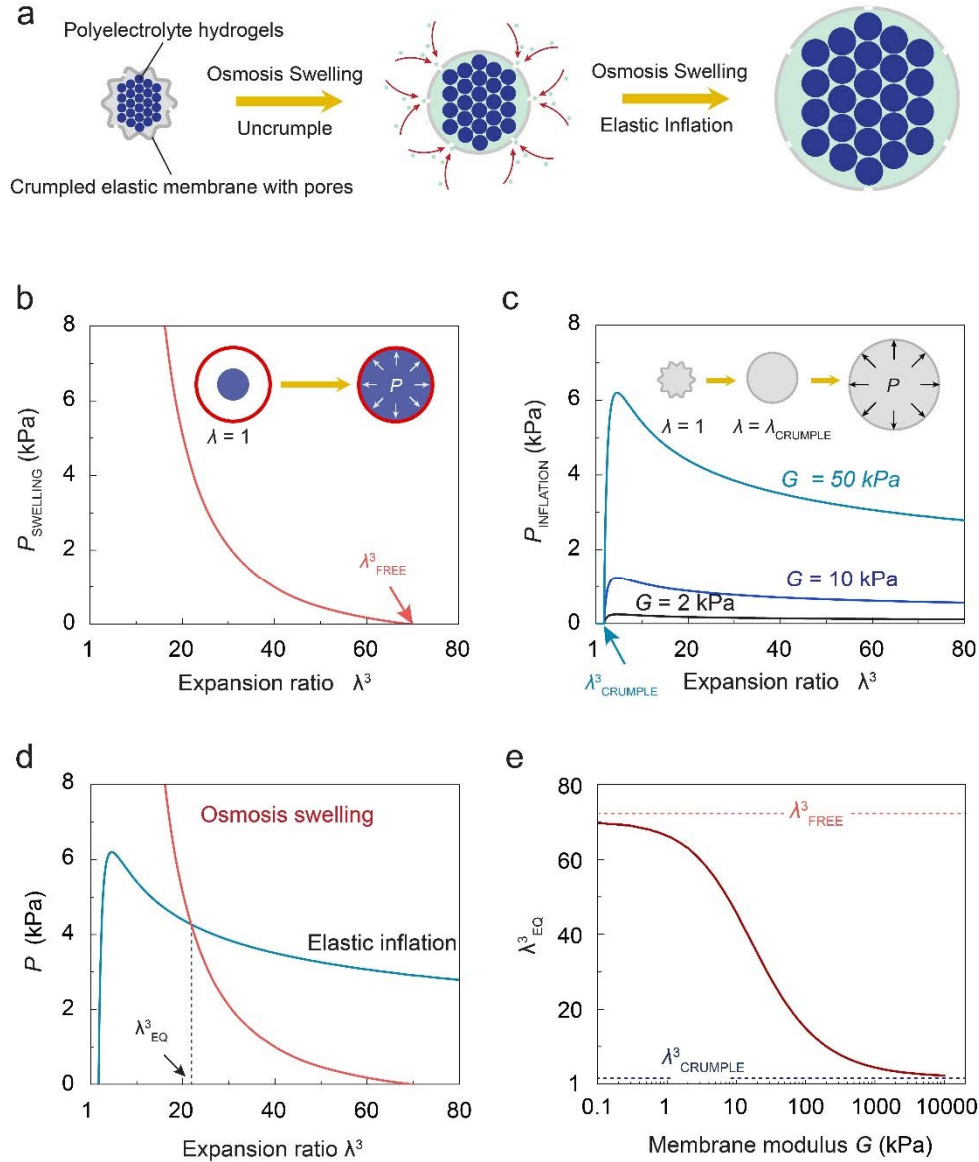 a
Polyelectrolyte hydrogels
Osmosis Swelling
Uncrumple
Osmosis Swelling
Elastic Inflation
Crumpled elastic membrane with pores
b
8
6
4
2
0
P_SWELLING (kPa)
P
λ = 1
λ³_FREE
1
20
40
60
80
Expansion ratio λ³
c
8
6
4
2
0
P_INFLATION (kPa)
P
λ = 1
λ = λ_CRUMPLE
G = 50 kPa
G = 10 kPa
G = 2 kPa
1
20
40
60
80
λ³_CRUMPLE
Expansion ratio λ³
d
8
6
4
2
0
P (kPa)
Osmosis swelling
Elastic inflation
λ³_EQ
1
20
40
60
80
Expansion ratio λ³
e
80
60
40
20
1
λ³_EQ
λ³_FREE
λ³_CRUMPLE
0.1
1
10
100
1000
10000
Membrane modulus G (kPa)